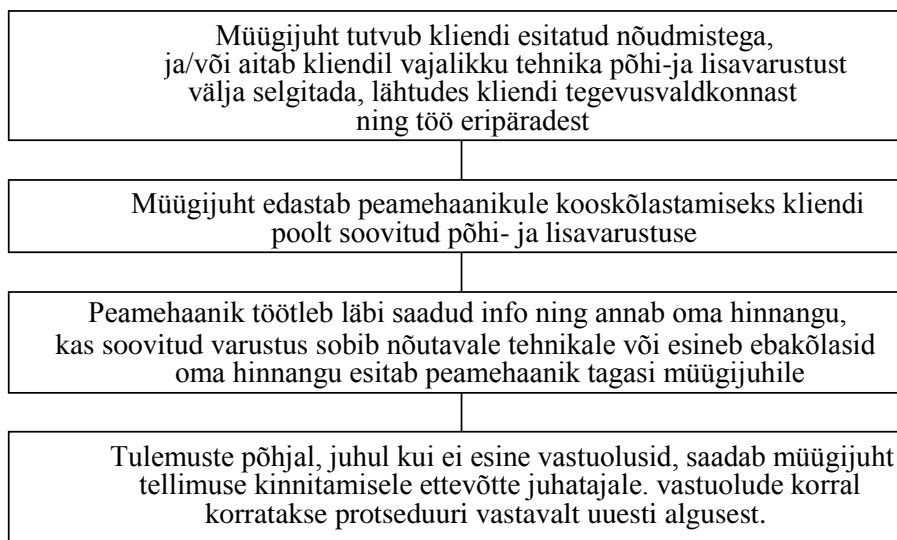 Müügijuht tutvub kliendi esitatud nõudmistega,
ja/või aitab kliendil vajalikku tehnika põhi-ja lisavarustust
välja selgitada, lähtudes kliendi tegevusvaldkonnast
ning töö eripäradest
Müügijuht edastab peamehaanikule kooskõlastamiseks kliendi
poolt soovitud põhi- ja lisavarustuse
Peamehaanik töötleb läbi saadud info ning annab oma hinnangu,
kas soovitud varustus sobib nõutavale tehnikale või esineb ebakõlasid
oma hinnangu esitab peamehaanik tagasi müügijuhile
Tulemuste põhjal, juhul kui ei esine vastuolusid, saadab müügijuht
tellimuse kinnitamisele ettevõtte juhatajale. vastuolude korral
korratakse protseduuri vastavalt uuesti algusest.